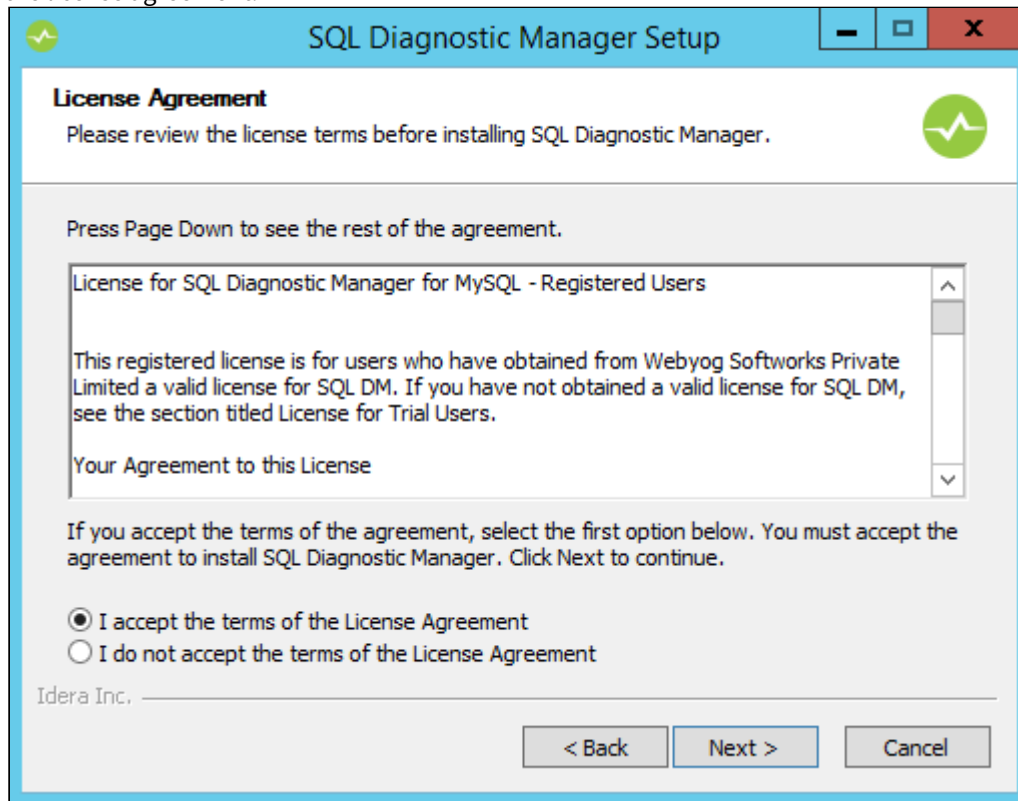 SQL Diagnostic Manager Setup
License Agreement
Please review the license terms before installing SQL Diagnostic Manager.
Press Page Down to see the rest of the agreement.
License for SQL Diagnostic Manager for MySQL - Registered Users
This registered license is for users who have obtained from Webyog Softworks Private
Limited a valid license for SQL DM. If you have not obtained a valid license for SQL DM,
see the section titled License for Trial Users.
Your Agreement to this License
If you accept the terms of the agreement, select the first option below. You must accept the
agreement to install SQL Diagnostic Manager. Click Next to continue.
I accept the terms of the License Agreement
I do not accept the terms of the License Agreement
Idera Inc.
< Back Next > Cancel